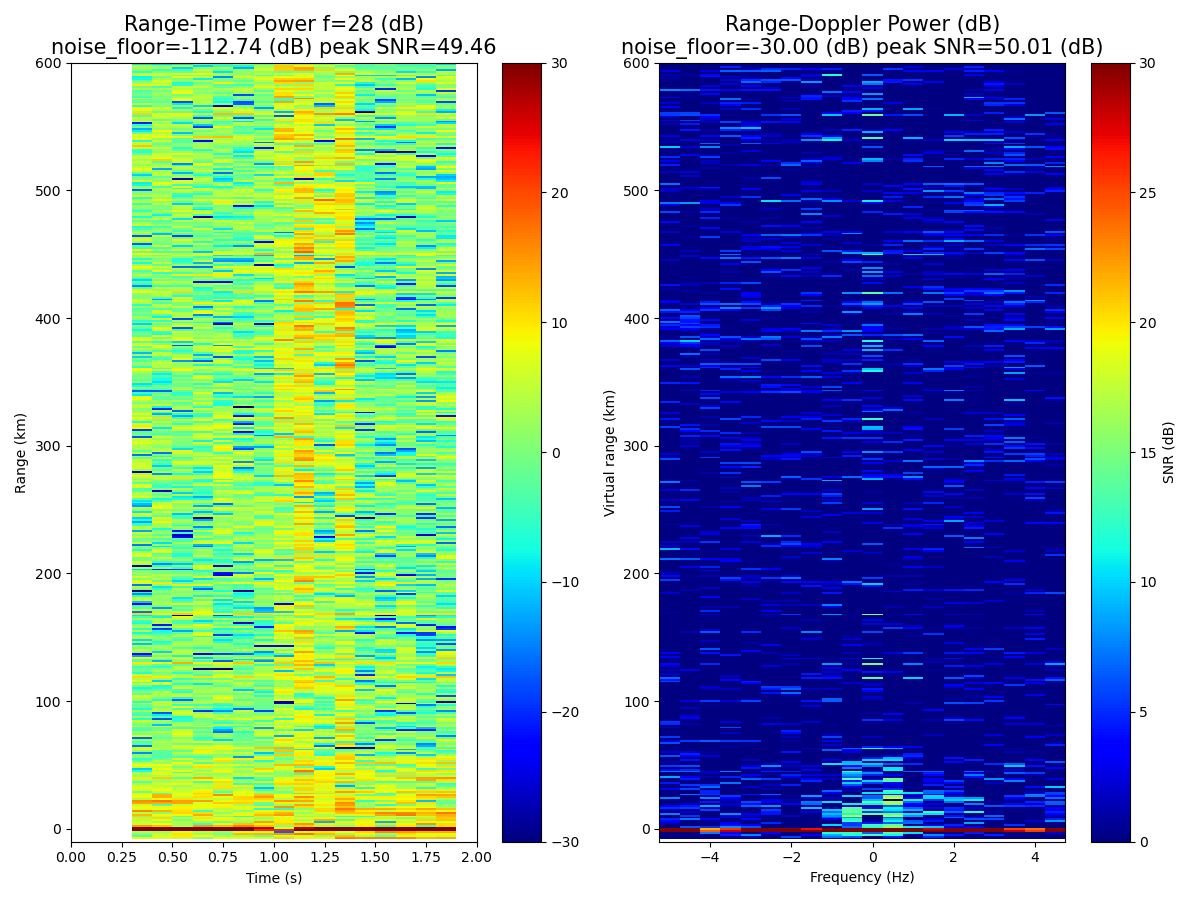 Range-Time Power f=28 (dB)
noise_floor=-112.74 (dB) peak SNR=49.46
600
500
400
300
200
100
0
Range (km)
0.00 0.25 0.50 0.75 1.00 1.25 1.50 1.75 2.00
Time (s)
30
20
10
0
−10
−20
−30
Range-Doppler Power (dB)
noise_floor=-30.00 (dB) peak SNR=50.01 (dB)
600
500
400
300
200
100
0
Virtual range (km)
−4 −2 0 2 4
Frequency (Hz)
30
25
20
15
10
5
0
SNR (dB)